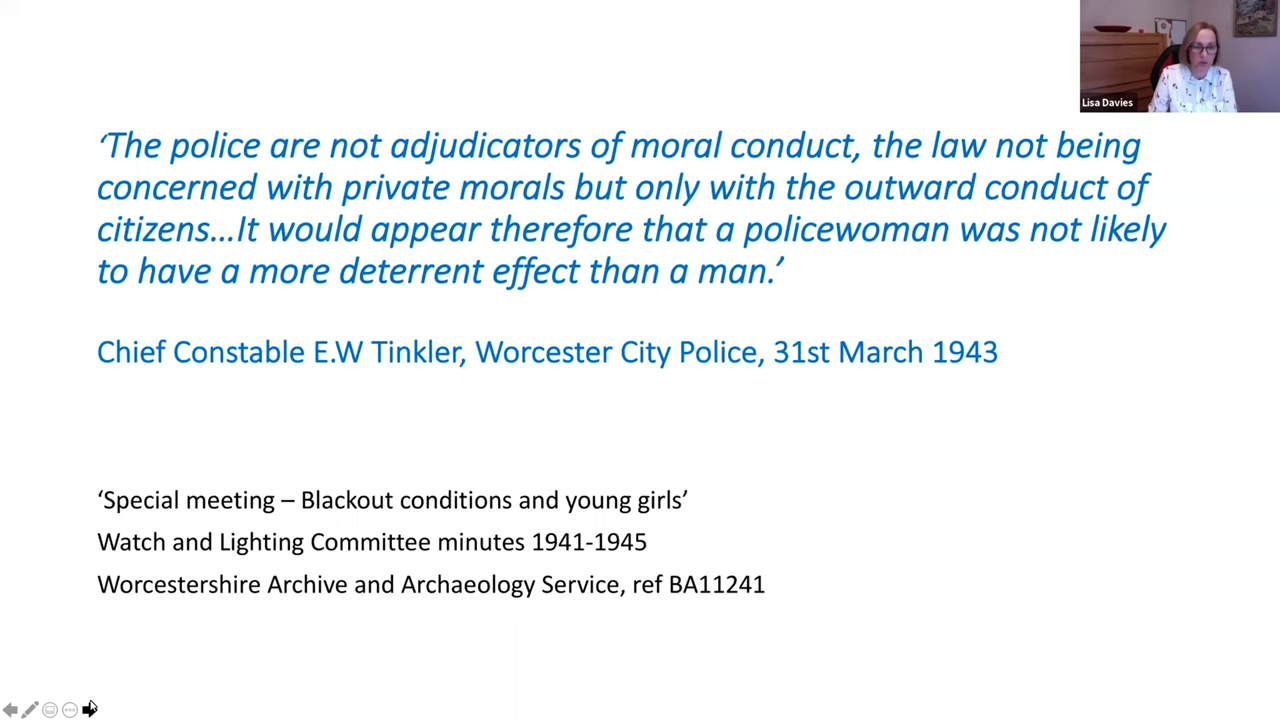 Lisa Davies
‘The police are not adjudicators of moral conduct, the law not being
concerned with private morals but only with the outward conduct of
citizens…It would appear therefore that a policewoman was not likely
to have a more deterrent effect than a man.’
Chief Constable E.W Tinkler, Worcester City Police, 31st March 1943
‘Special meeting – Blackout conditions and young girls’
Watch and Lighting Committee minutes 1941-1945
Worcestershire Archive and Archaeology Service, ref BA11241